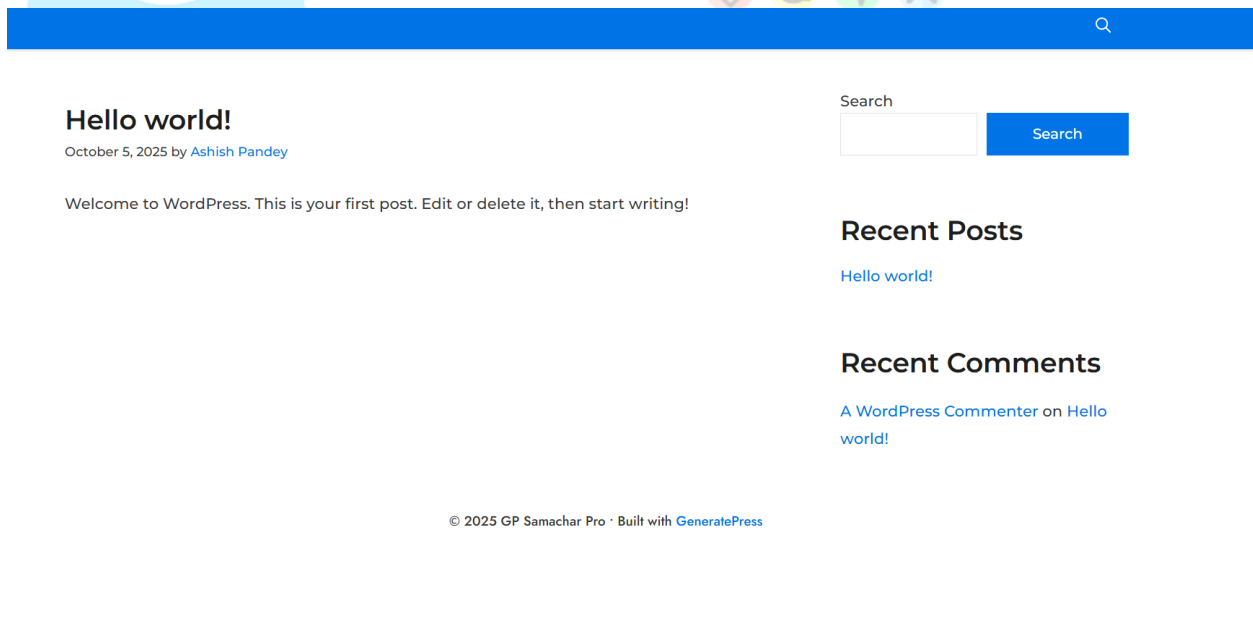 Hello world!
October 5, 2025 by Ashish Pandey
Welcome to WordPress. This is your first post. Edit or delete it, then start writing!
Search
Search
Recent Posts
Hello world!
Recent Comments
A WordPress Commenter on Hello
world!
© 2025 GP Samachar Pro · Built with GeneratePress